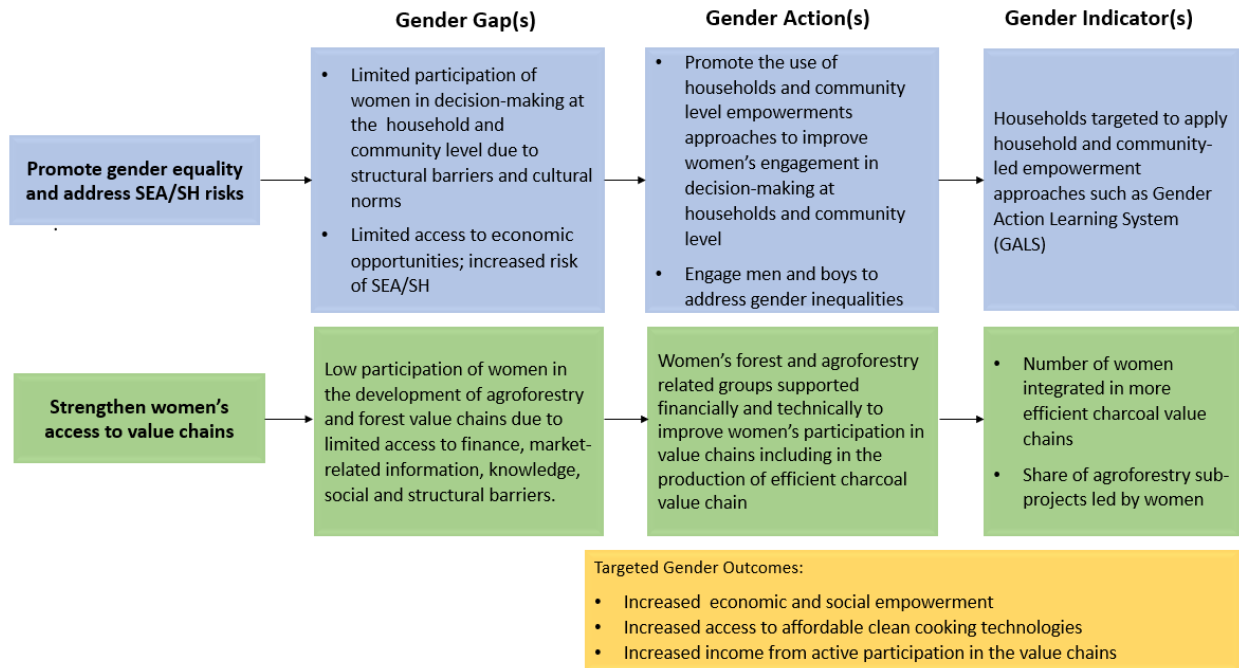 Gender Gap(s)
Gender Action(s)
Gender Indicator(s)
Promote gender equality
and address SEA/SH risks
.
• Limited participation of
women in decision-making at
the household and
community level due to
structural barriers and cultural
norms
• Limited access to economic
opportunities; increased risk
of SEA/SH
• Promote the use of
households and community
level empowerments
approaches to improve
women's engagement in
decision-making at
households and community
level
• Engage men and boys to
address gender inequalities
Households targeted to apply
household and community-
led empowerment
approaches such as Gender
Action Learning System
(GALS)
Strengthen women's
access to value chains
Low participation of women in
the development of agroforestry
and forest value chains due to
limited access to finance, market-
related information, knowledge,
social and structural barriers.
Women's forest and agroforestry
related groups supported
financially and technically to
improve women's participation in
value chains including in the
production of efficient charcoal
value chain
• Number of women
integrated in more
efficient charcoal value
chains
• Share of agroforestry sub-
projects led by women
Targeted Gender Outcomes:
• Increased economic and social empowerment
• Increased access to affordable clean cooking technologies
• Increased income from active participation in the value chains